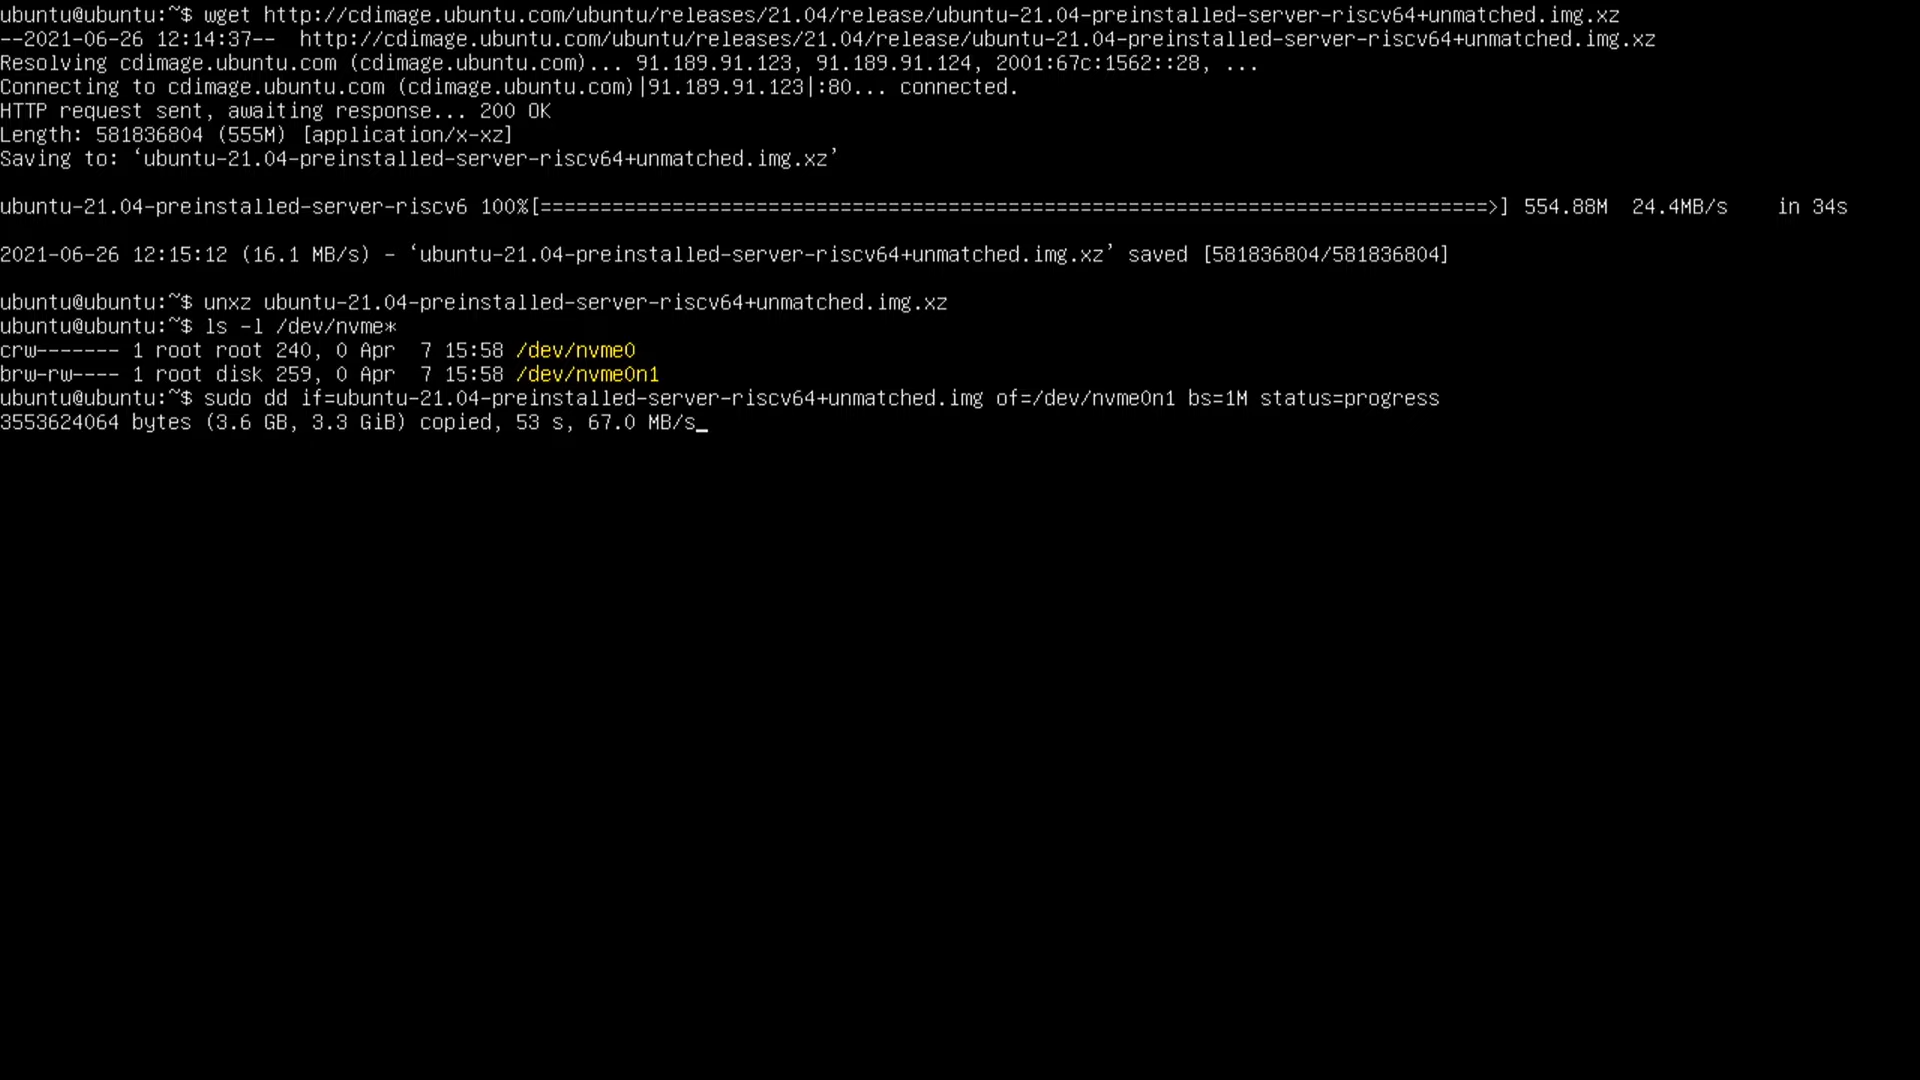 ubuntu@ubuntu:~$ wget http://cdimage.ubuntu.com/ubuntu/releases/21.04/release/ubuntu-21.04-preinstalled-server-riscv64+unmatched.img.xz
--2021-06-26 12:14:37--  http://cdimage.ubuntu.com/ubuntu/releases/21.04/release/ubuntu-21.04-preinstalled-server-riscv64+unmatched.img.xz
Resolving cdimage.ubuntu.com (cdimage.ubuntu.com)... 91.189.91.123, 91.189.91.124, 2001:67c:1562::28, ...
Connecting to cdimage.ubuntu.com (cdimage.ubuntu.com)|91.189.91.123|:80... connected.
HTTP request sent, awaiting response... 200 OK
Length: 581836804 (555M) [application/x-xz]
Saving to: ‘ubuntu-21.04-preinstalled-server-riscv64+unmatched.img.xz’
ubuntu-21.04-preinstalled-server-riscv6 100%[===============================================================================>] 554.88M  24.4MB/s    in 34s
2021-06-26 12:15:12 (16.1 MB/s) - ‘ubuntu-21.04-preinstalled-server-riscv64+unmatched.img.xz’ saved [581836804/581836804]
ubuntu@ubuntu:~$ unxz ubuntu-21.04-preinstalled-server-riscv64+unmatched.img.xz
ubuntu@ubuntu:~$ ls -l /dev/nvme*
crw------- 1 root root 240, 0 Apr  7 15:58 /dev/nvme0
brw-rw---- 1 root disk 259, 0 Apr  7 15:58 /dev/nvme0n1
ubuntu@ubuntu:~$ sudo dd if=ubuntu-21.04-preinstalled-server-riscv64+unmatched.img of=/dev/nvme0n1 bs=1M status=progress
3553624064 bytes (3.6 GB, 3.3 GiB) copied, 53 s, 67.0 MB/s_